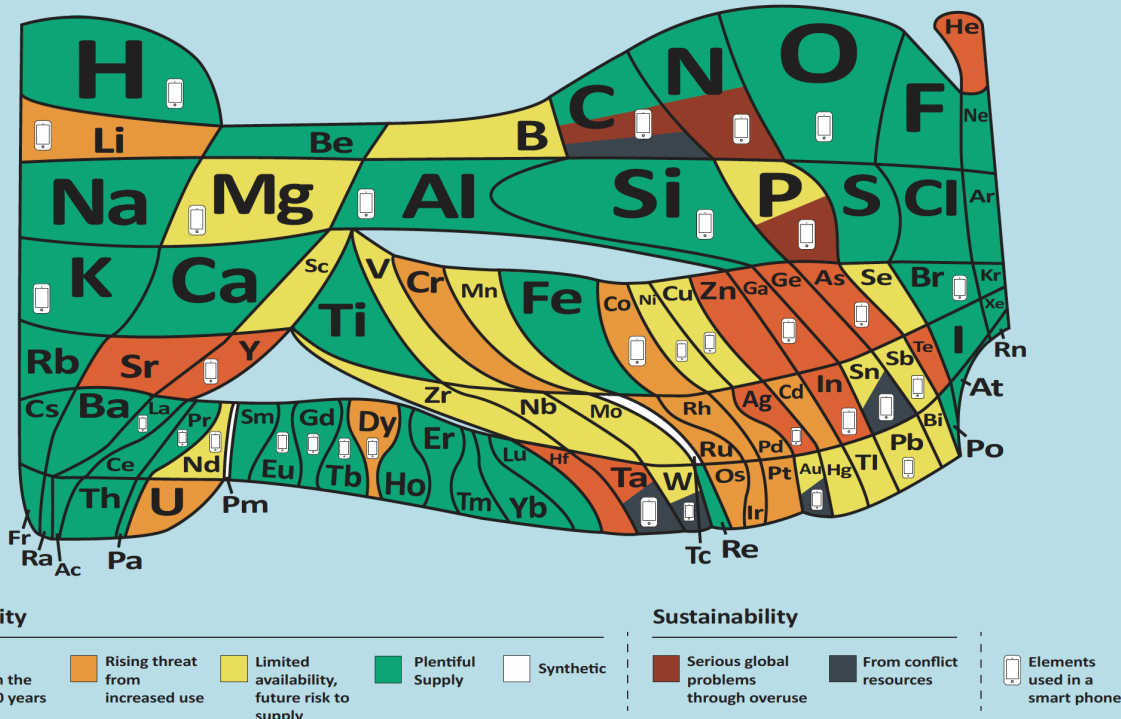 H
C N O He
Li Be B F Ne
Na Mg Al Si P S Cl Ar
K Ca Sc Ti V Cr Mn Fe Co Ni Cu Zn Ga Ge As Se Br Kr
Xe
Rb Sr Y Zr Nb Mo Rh Ag Cd In Sn Sb Te I Rn
Ru Pd At
Cs Ba La Pr Sm Gd Dy Er Lu Hf Ta W Os Pt Au Hg Tl Pb Bi Po
Ce Nd Eu Tb Ho Tm Yb Ir
Th U Pm
Fr Ra Ac Pa Tc Re
ity
n the
0 years
Rising threat
from
increased use
Limited
availability,
future risk to
supply
Plentiful
Supply
Synthetic
Sustainability
Serious global
problems
through overuse
From conflict
resources
Elements
used in a
smart phone